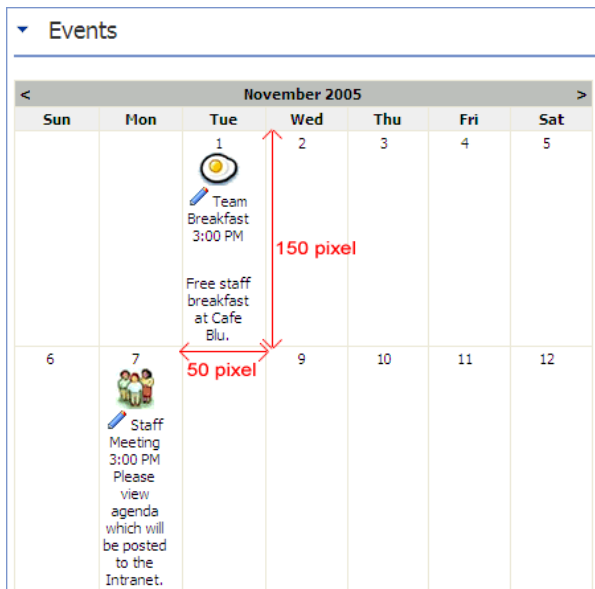 Events
< November 2005 >
Sun Mon Tue Wed Thu Fri Sat
1 2 3 4 5
Team
Breakfast
3:00 PM
150 pixel
Free staff
breakfast
at Cafe
Blu.
6 7 9 10 11 12
50 pixel
Staff
Meeting
3:00 PM
Please
view
agenda
which will
be posted
to the
Intranet.